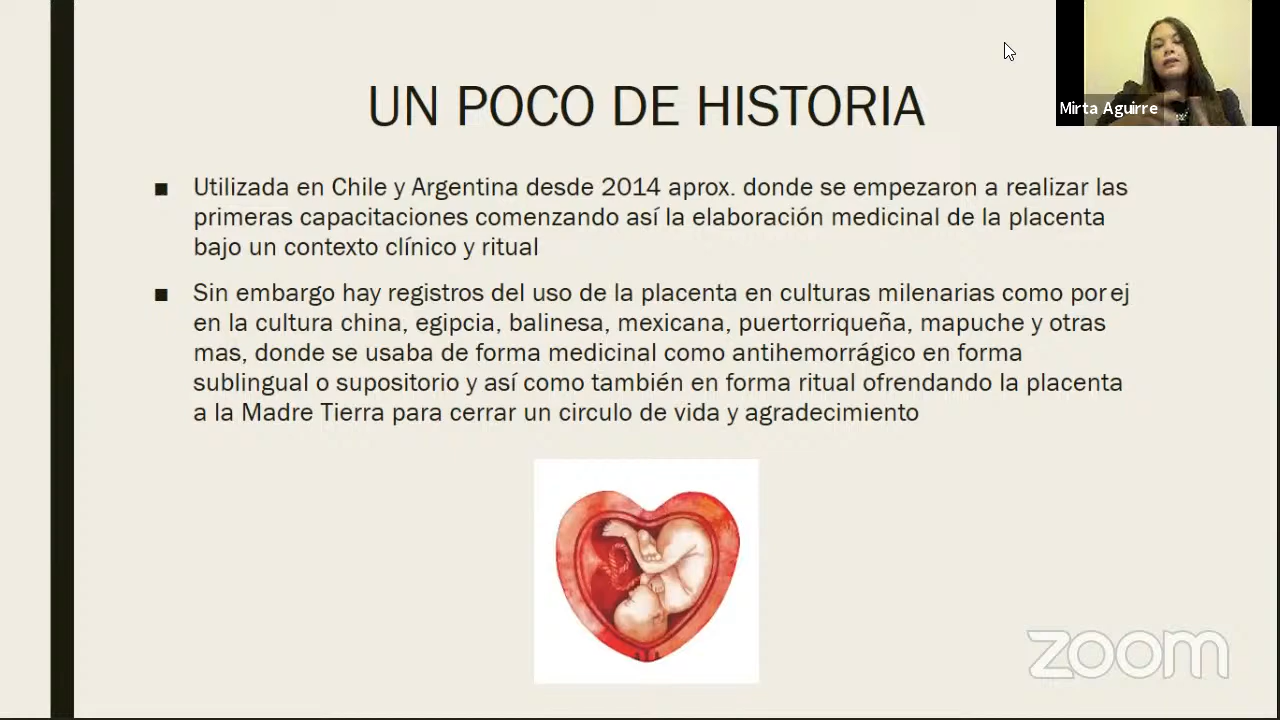 UN POCO DE HISTORIA
Mirta Aguirre
■ Utilizada en Chile y Argentina desde 2014 aprox. donde se empezaron a realizar las
primeras capacitaciones comenzando así la elaboración medicinal de la placenta
bajo un contexto clínico y ritual
■ Sin embargo hay registros del uso de la placenta en culturas milenarias como por ej
en la cultura china, egipcia, balinesa, mexicana, puertorriqueña, mapuche y otras
mas, donde se usaba de forma medicinal como antihemorrágico en forma
sublingual o supositorio y así como también en forma ritual ofrendando la placenta
a la Madre Tierra para cerrar un circulo de vida y agradecimiento
zoom